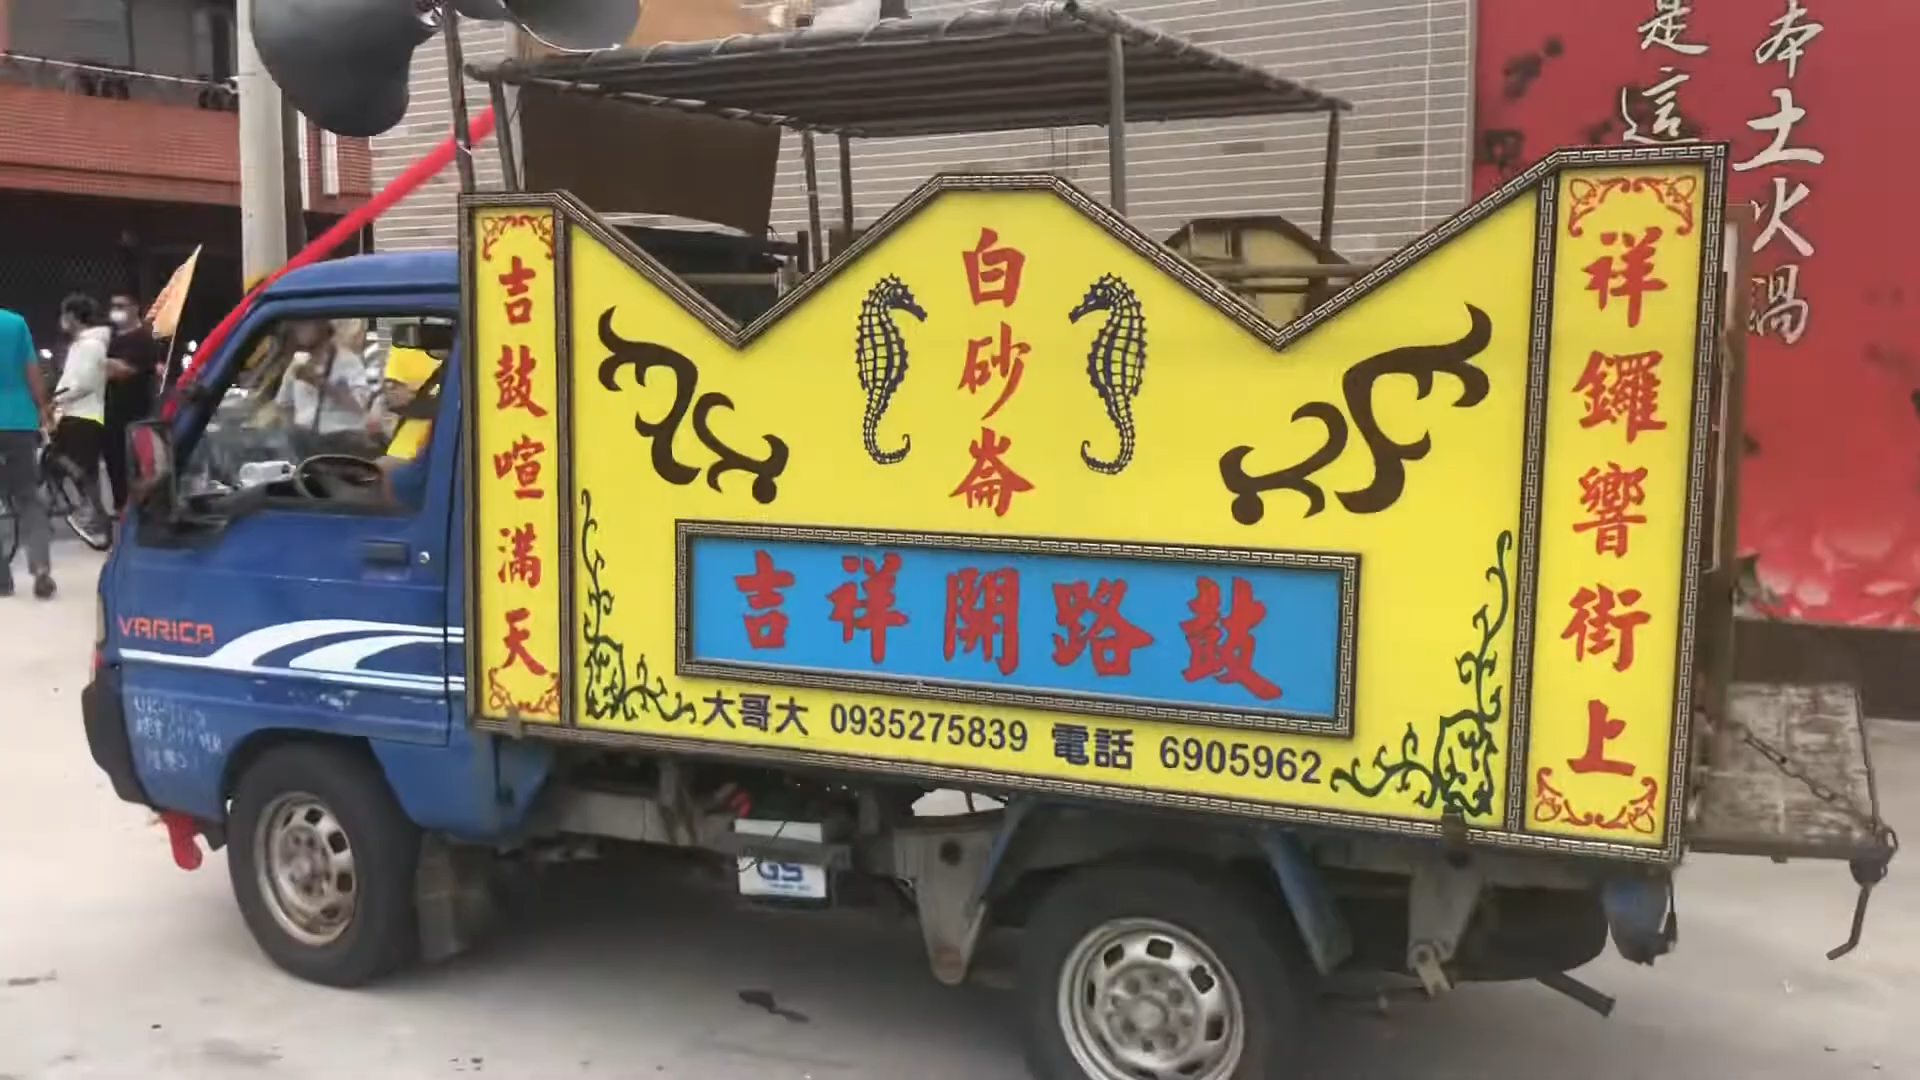 是這
本土火鍋
白砂崙
吉鼓喧滿天
祥鑼響街上
吉祥開路鼓
大哥大 0935275839 電話 6905962
VARICA
GS